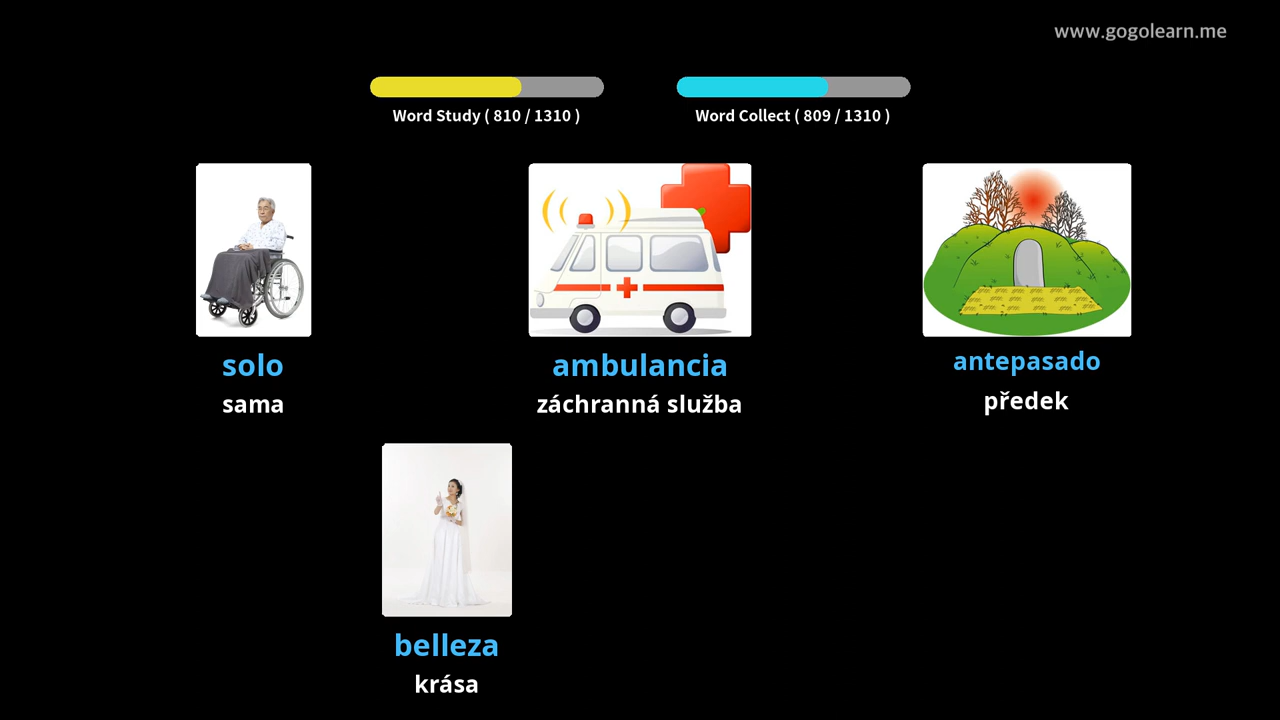 www.gogolearn.me
Word Study ( 810 / 1310 )
Word Collect ( 809 / 1310 )
solo
sama
ambulancia
záchranná služba
antepasado
předek
belleza
krása